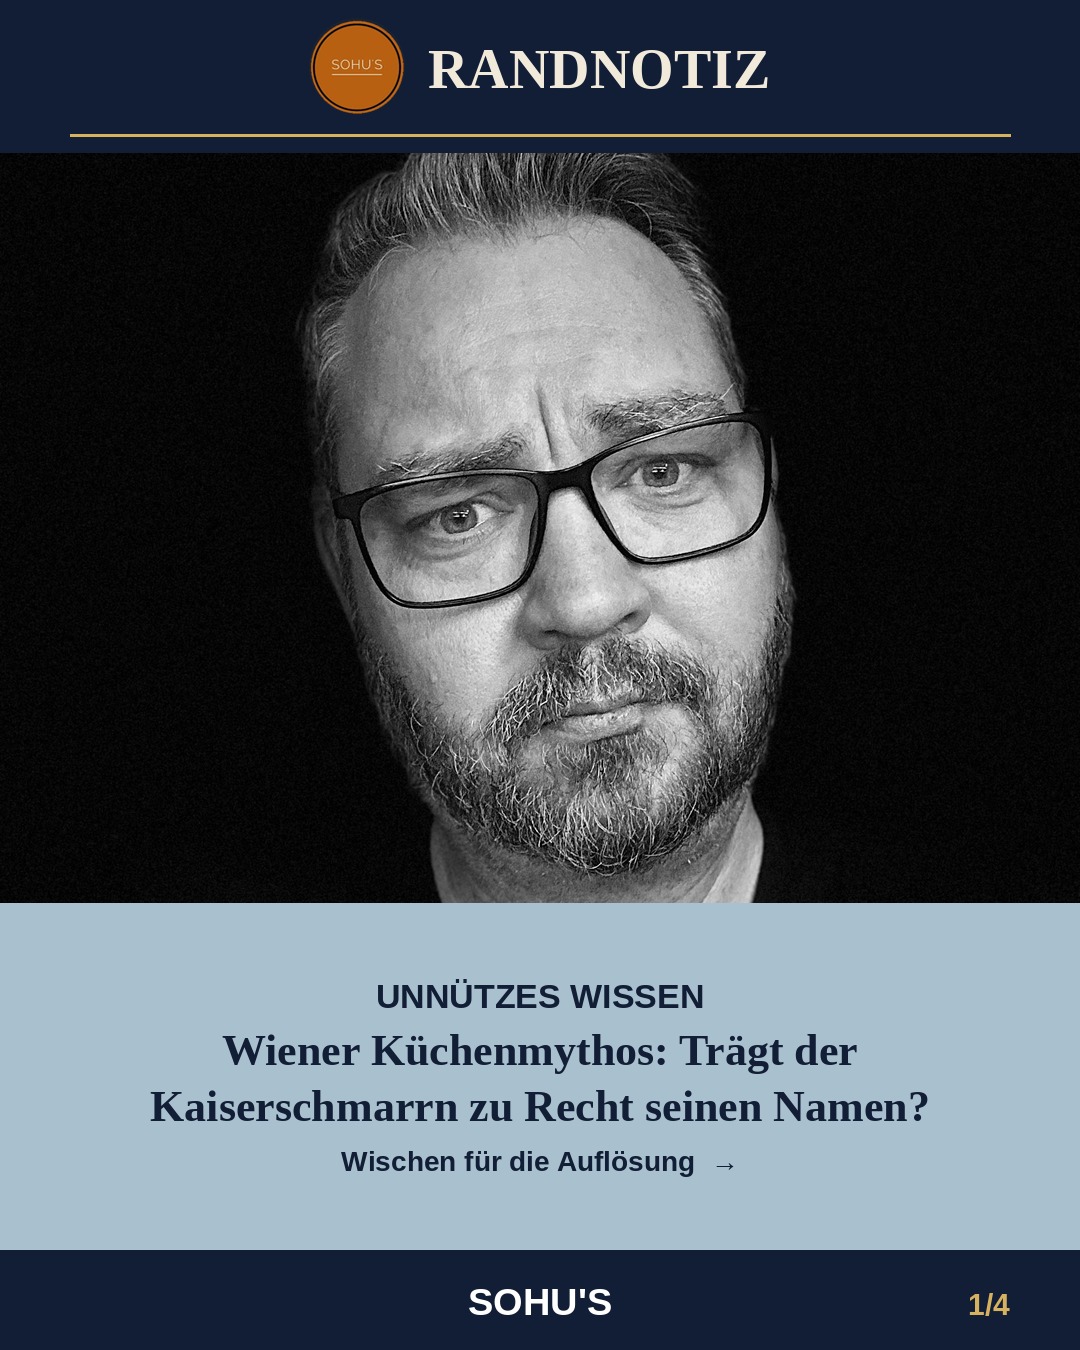 SOHU'S
RANDNOTIZ
UNNÜTZES WISSEN
Wiener Küchenmythos: Trägt der
Kaiserschmarrn zu Recht seinen Namen?
Wischen für die Auflösung →
SOHU'S
1/4